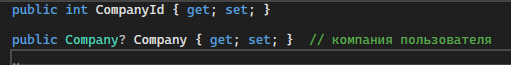 public int CompanyId { get; set; }
public Company? Company { get; set; }  // компания пользователя